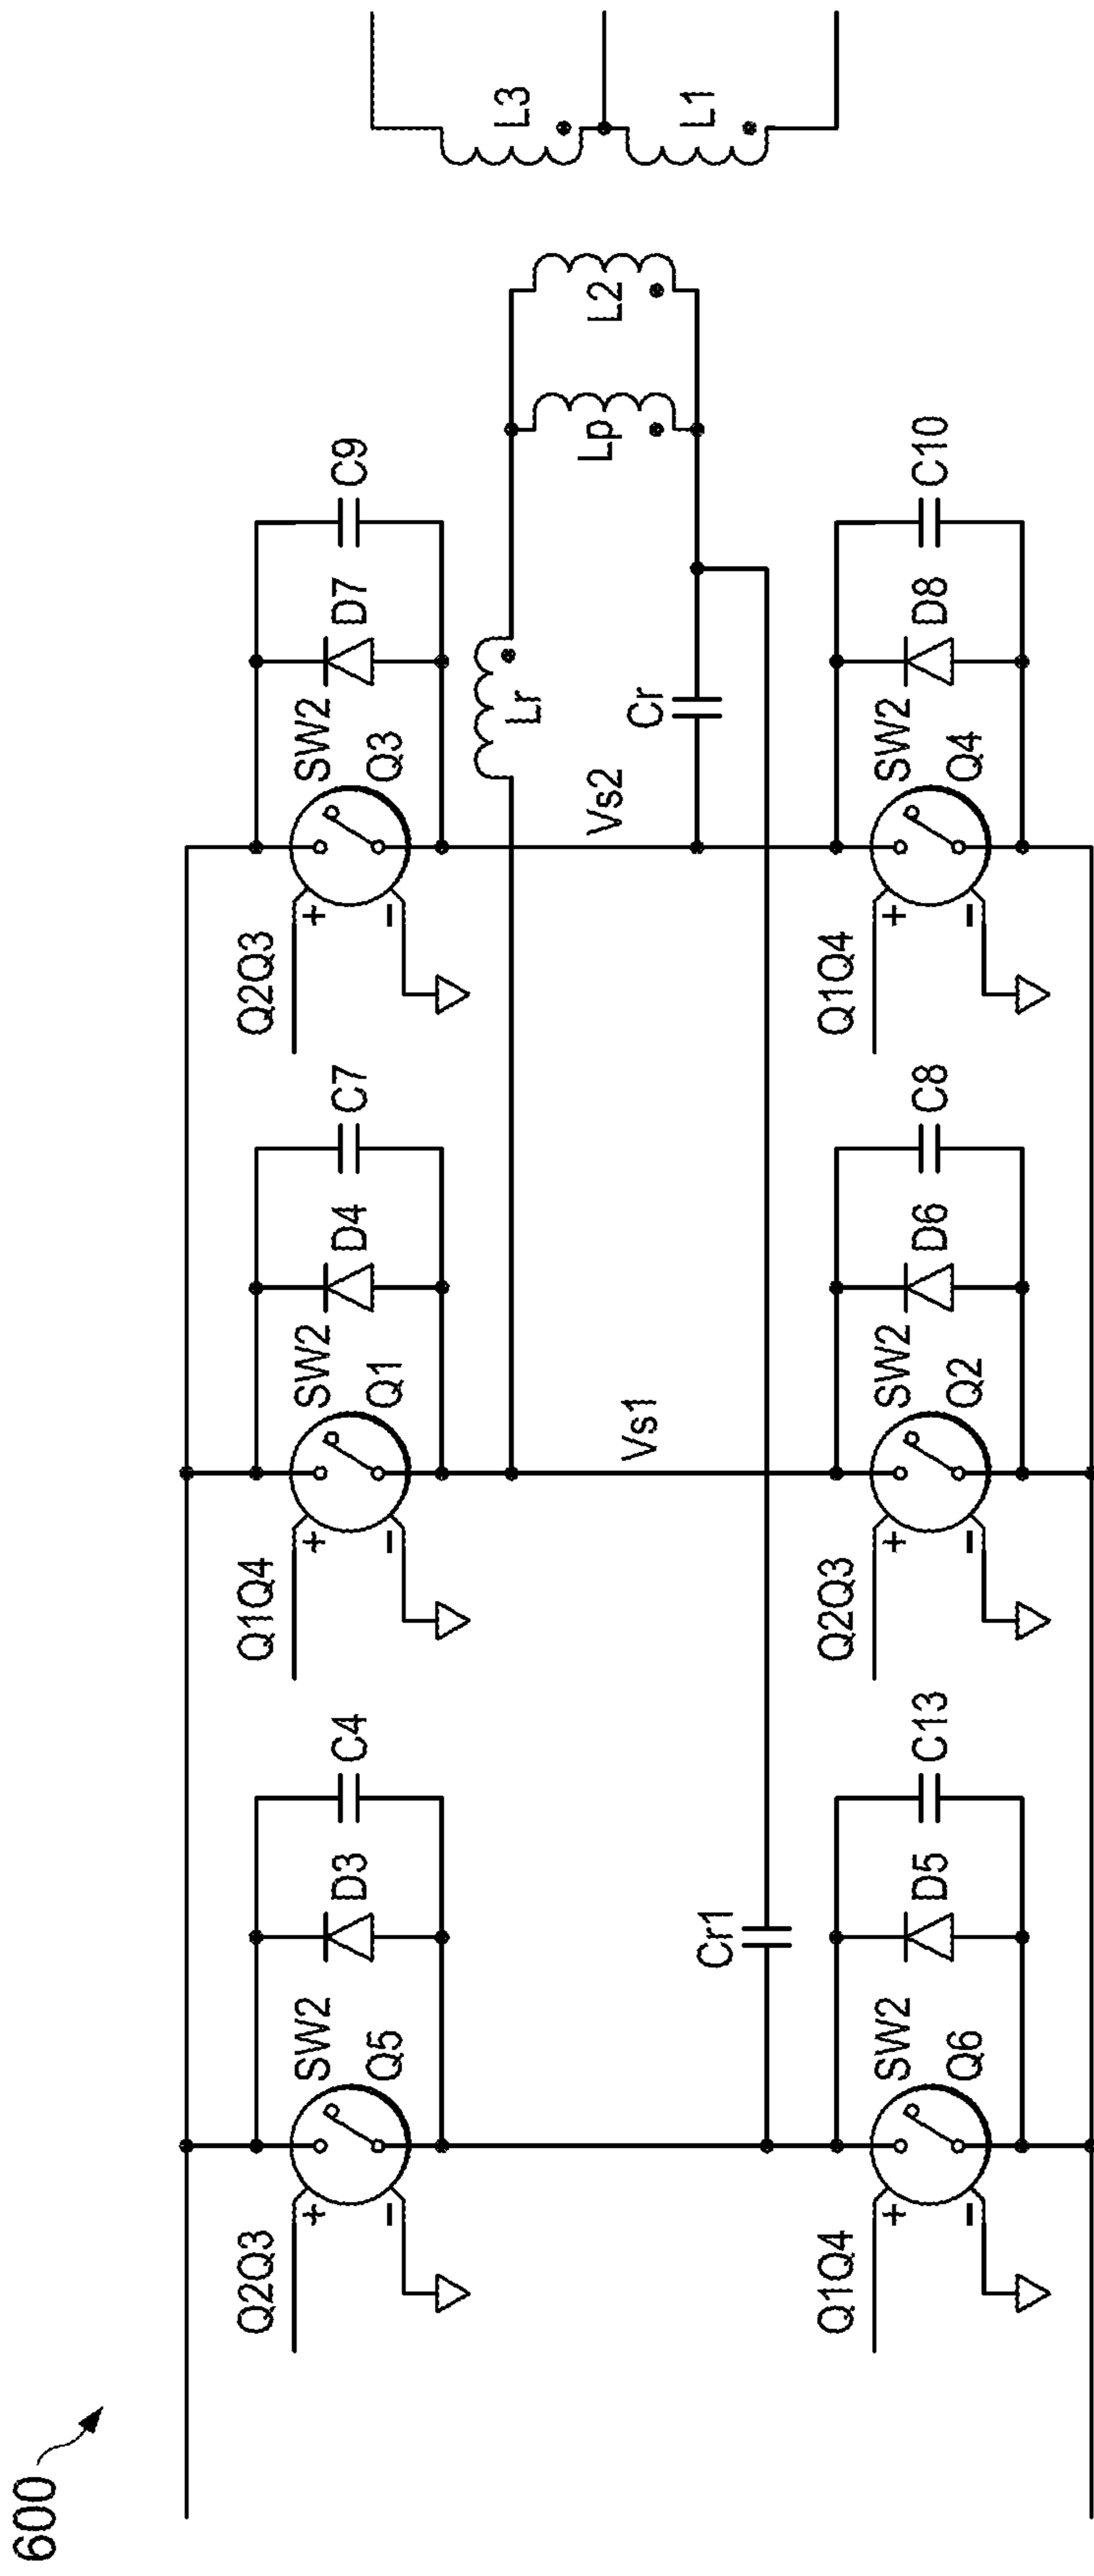 600
Q2Q3
SW2
Q5
D3
C4
Q1Q4
SW2
Q1
D4
C7
Q2Q3
SW2
Q3
D7
C9
Lr
Lp
L2
L3
L1
Vs1
Vs2
Cr
Cr1
Q1Q4
SW2
Q6
D5
C13
Q2Q3
SW2
Q2
D6
C8
Q1Q4
SW2
Q4
D8
C10
+
−
+
−
+
−
+
−
+
−
+
−